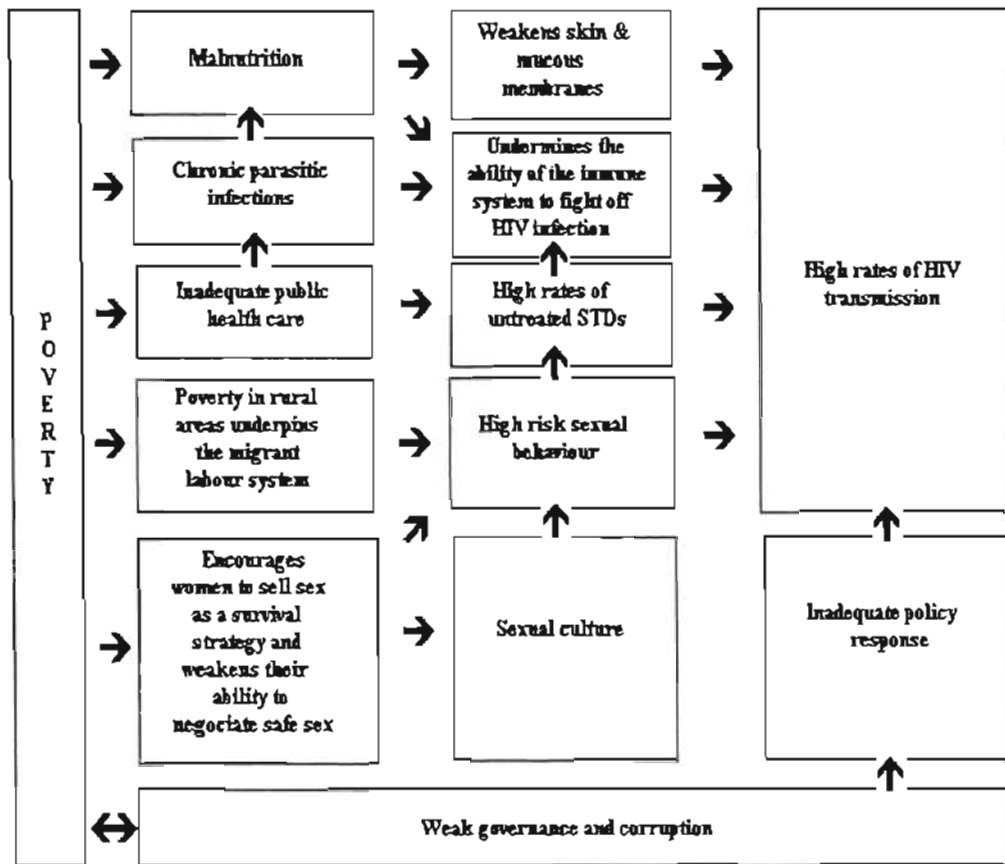 POVERTY
Malnutrition
Weakens skin &
mucous
membranes
Chronic parasitic
infections
Undermines the
ability of the immune
system to fight off
HIV infection
High rates of HIV
transmission
Inadequate public
health care
High rates of
untreated STDs
Poverty in rural
areas underpins
the migrant
labour system
High risk sexual
behaviour
Encourages
women to sell sex
as a survival
strategy and
weakens their
ability to
negociate safe sex
Sexual culture
Inadequate policy
response
Weak governance and corruption